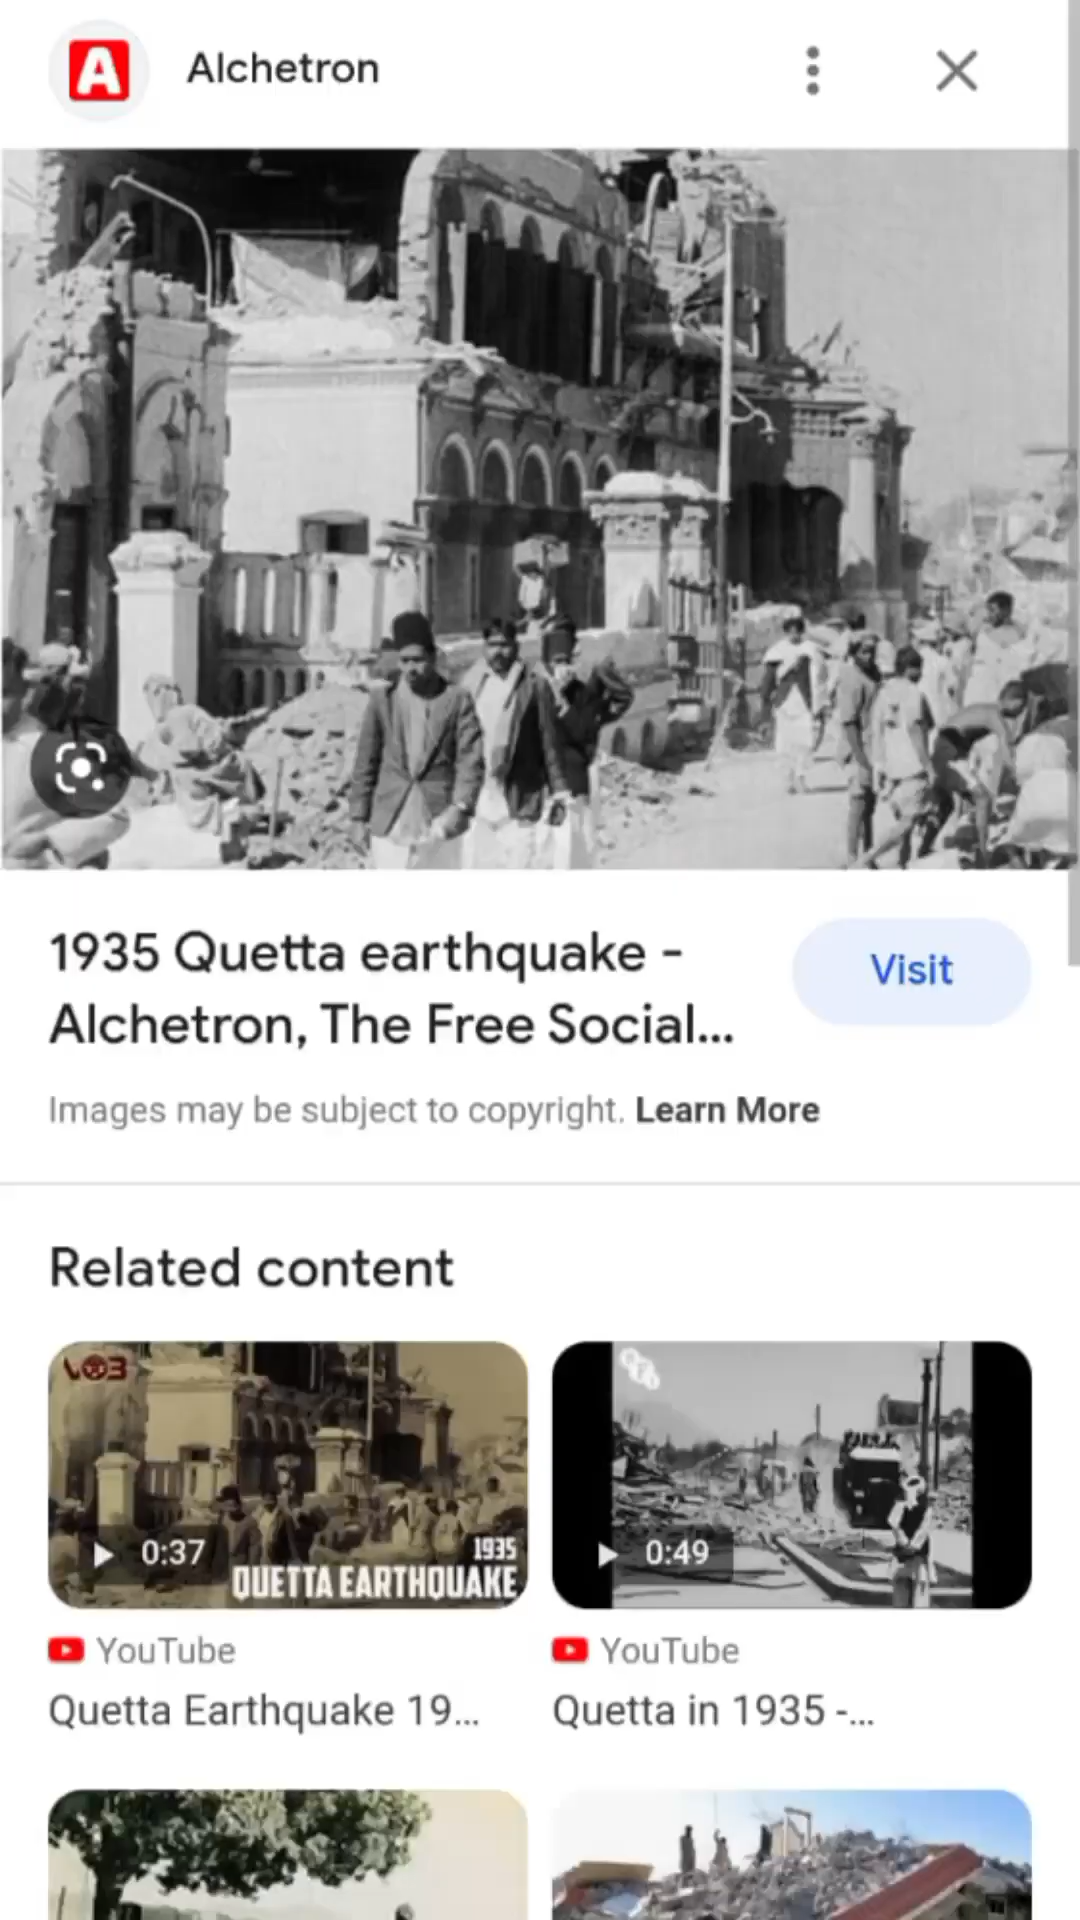 Alchetron
1935 Quetta earthquake -
Alchetron, The Free Social...
Visit
Images may be subject to copyright. Learn More
Related content
0:37
1935
QUETTA EARTHQUAKE
0:49
YouTube
YouTube
Quetta Earthquake 19...
Quetta in 1935 -...